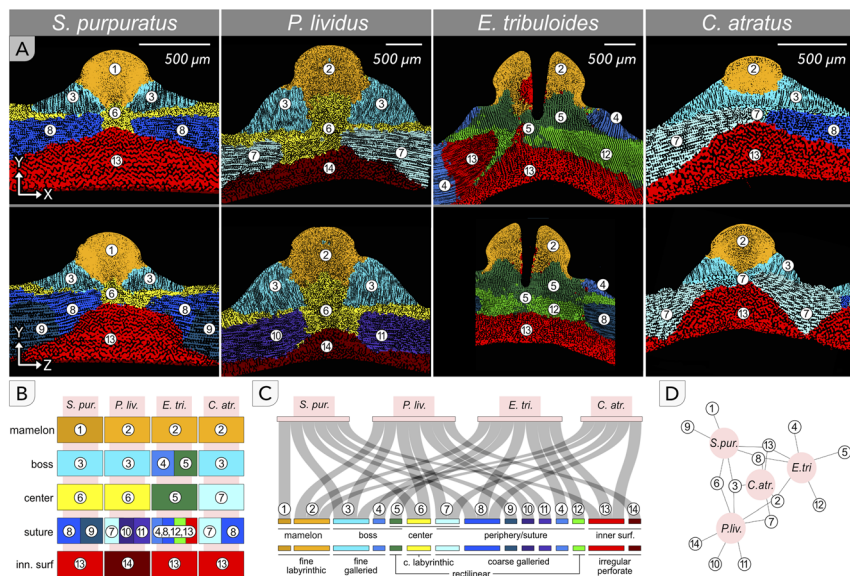 S. purpuratus P. lividus E. tribuloides C. atratus
A 500 μm 500 μm 500 μm 500 μm
1 2 2 2
3 3 3 3 4 3
6 6 5 5 7
8 8 7 7 13 12 7 8
13 14 4 13 13
Y X
1 2 2 2
3 3 3 3 5 4 3
6 6 5 12 7
8 8 10 11 8 7 7
9 9 13 14 13 13
Y Z
B C D
S. pur. P. liv. E. tri. C. atr.
mamelon 1 2 2 2
boss 3 3 4 5 3
center 6 6 5 7
suture 8 9 7 10 11 4,8,12,13 7 8
inn. surf 13 14 13 13
S. pur. P. liv. E. tri. C. atr.
1 2 3 4 5 6 7 8 9 10 11 4 12 13 14
mamelon boss center periphery/suture inner surf.
fine labyrinthic fine galleried c. labyrinthic coarse galleried irregular perforate
rectilinear
1
9 S.pur. 13 4
8 E.tri 5
6 3 C.atr. 12
2
P.liv. 7
14 10 11